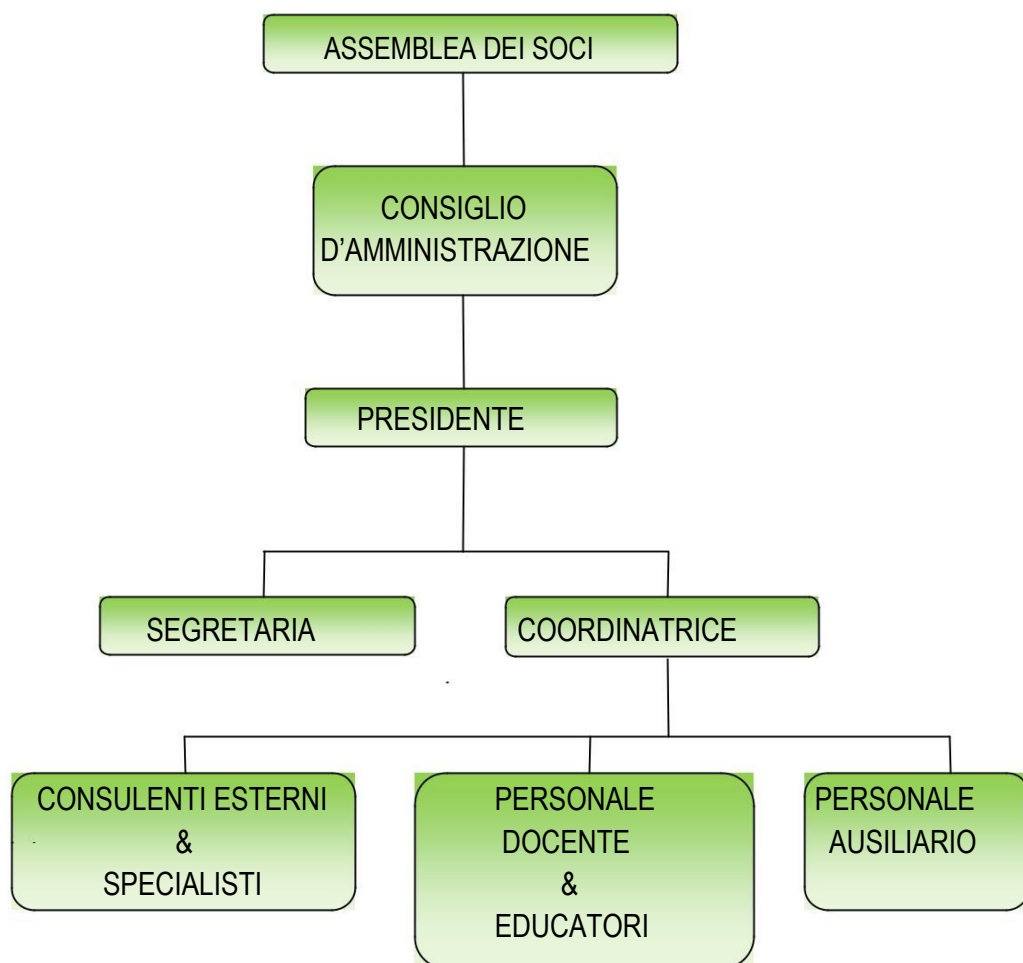 ASSEMBLEA DEI SOCI
CONSIGLIO
D’AMMINISTRAZIONE
PRESIDENTE
SEGRETARIA
COORDINATRICE
CONSULENTI ESTERNI
&
SPECIALISTI
PERSONALE
DOCENTE
&
EDUCATORI
PERSONALE
AUSILIARIO